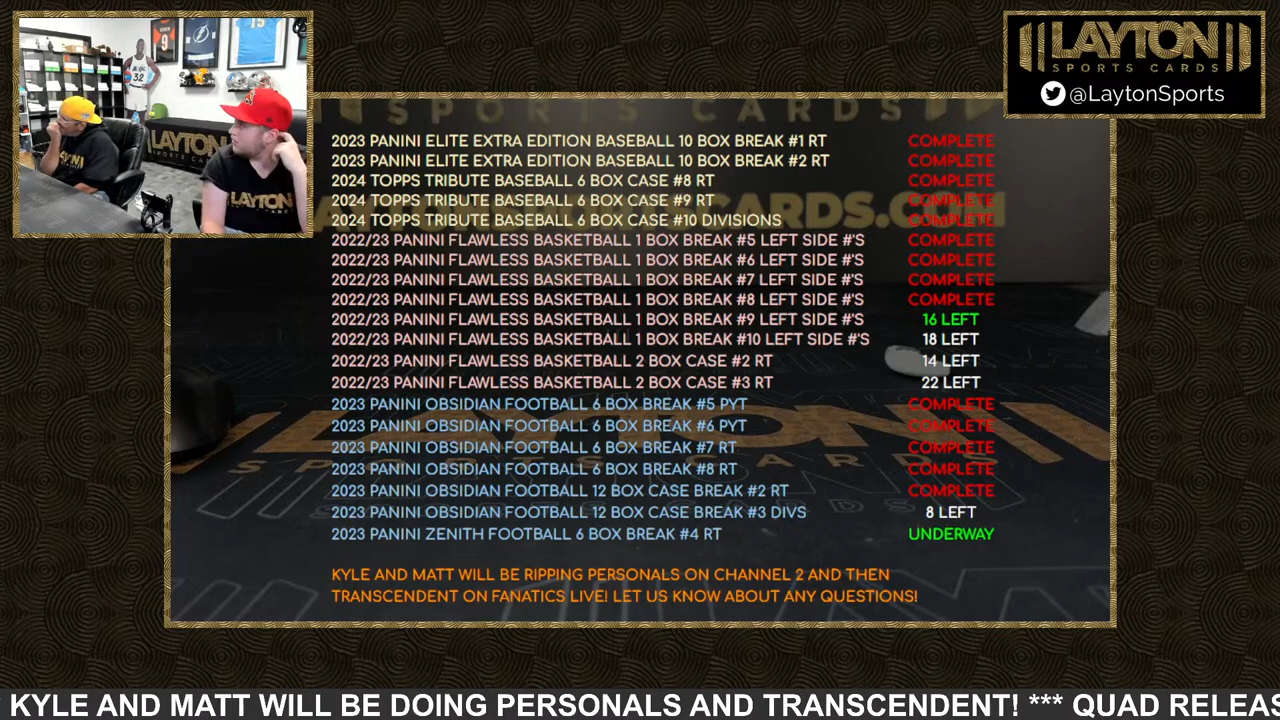 LAYTON
SPORTS CARDS
@LaytonSports
2023 PANINI ELITE EXTRA EDITION BASEBALL 10 BOX BREAK #1 RT COMPLETE
2023 PANINI ELITE EXTRA EDITION BASEBALL 10 BOX BREAK #2 RT COMPLETE
2024 TOPPS TRIBUTE BASEBALL 6 BOX CASE #8 RT COMPLETE
2024 TOPPS TRIBUTE BASEBALL 6 BOX CASE #9 RT COMPLETE
2024 TOPPS TRIBUTE BASEBALL 6 BOX CASE #10 DIVISIONS COMPLETE
2022/23 PANINI FLAWLESS BASKETBALL 1 BOX BREAK #5 LEFT SIDE #'S COMPLETE
2022/23 PANINI FLAWLESS BASKETBALL 1 BOX BREAK #6 LEFT SIDE #'S COMPLETE
2022/23 PANINI FLAWLESS BASKETBALL 1 BOX BREAK #7 LEFT SIDE #'S COMPLETE
2022/23 PANINI FLAWLESS BASKETBALL 1 BOX BREAK #8 LEFT SIDE #'S COMPLETE
2022/23 PANINI FLAWLESS BASKETBALL 1 BOX BREAK #9 LEFT SIDE #'S 16 LEFT
2022/23 PANINI FLAWLESS BASKETBALL 1 BOX BREAK #10 LEFT SIDE #'S 18 LEFT
2022/23 PANINI FLAWLESS BASKETBALL 2 BOX CASE #2 RT 14 LEFT
2022/23 PANINI FLAWLESS BASKETBALL 2 BOX CASE #3 RT 22 LEFT
2023 PANINI OBSIDIAN FOOTBALL 6 BOX BREAK #5 PYT COMPLETE
2023 PANINI OBSIDIAN FOOTBALL 6 BOX BREAK #6 PYT COMPLETE
2023 PANINI OBSIDIAN FOOTBALL 6 BOX BREAK #7 RT COMPLETE
2023 PANINI OBSIDIAN FOOTBALL 6 BOX BREAK #8 RT COMPLETE
2023 PANINI OBSIDIAN FOOTBALL 12 BOX CASE BREAK #2 RT COMPLETE
2023 PANINI OBSIDIAN FOOTBALL 12 BOX CASE BREAK #3 DIVS 8 LEFT
2023 PANINI ZENITH FOOTBALL 6 BOX BREAK #4 RT UNDERWAY
KYLE AND MATT WILL BE RIPPING PERSONALS ON CHANNEL 2 AND THEN
TRANSCENDENT ON FANATICS LIVE! LET US KNOW ABOUT ANY QUESTIONS!
KYLE AND MATT WILL BE DOING PERSONALS AND TRANSCENDENT! *** QUAD RELEAS